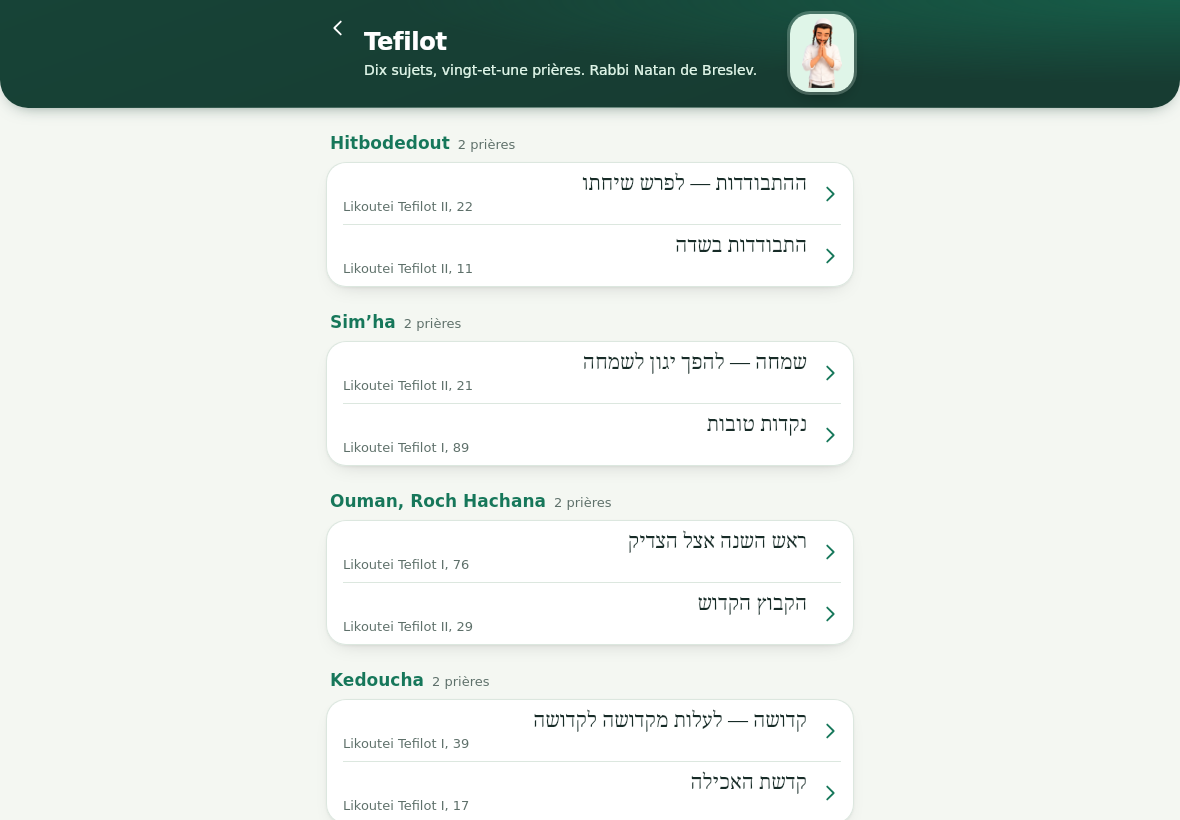 Tefilot
Dix sujets, vingt-et-une prières. Rabbi Natan de Breslev.
Hitbodedout 2 prières
ההתבודדות — לפרש שיחתו
Likoutei Tefilot II, 22
התבודדות בשדה
Likoutei Tefilot II, 11
Sim’ha 2 prières
שמחה — להפך יגון לשמחה
Likoutei Tefilot II, 21
נקדות טובות
Likoutei Tefilot I, 89
Ouman, Roch Hachana 2 prières
ראש השנה אצל הצדיק
Likoutei Tefilot I, 76
הקבוץ הקדוש
Likoutei Tefilot II, 29
Kedoucha 2 prières
קדושה — לעלות מקדושה לקדושה
Likoutei Tefilot I, 39
קדשת האכילה
Likoutei Tefilot I, 17